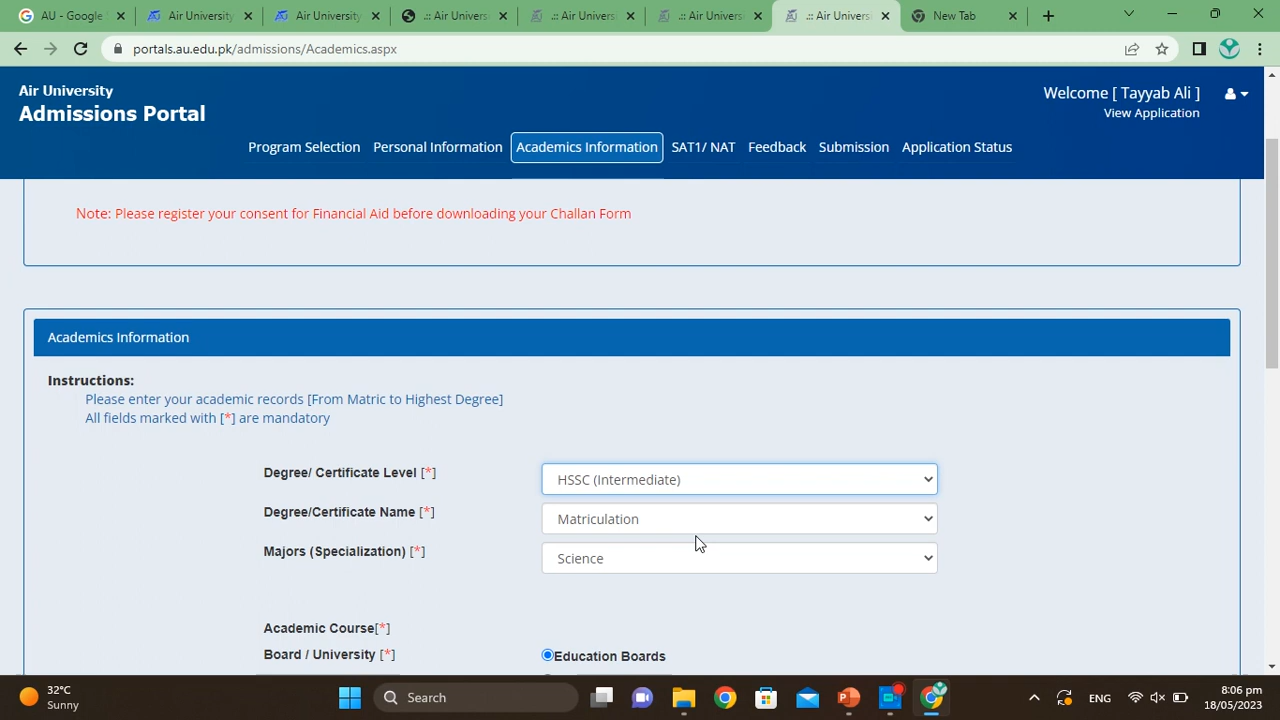 AU - Google
Air University
Air University
.:: Air Univers
.:: Air Univers
.:: Air Univers
.:: Air Univers
New Tab
portals.au.edu.pk/admissions/Academics.aspx
Air University
Admissions Portal
Welcome [ Tayyab Ali ]
View Application
Program Selection
Personal Information
Academics Information
SAT1/ NAT
Feedback
Submission
Application Status
Note: Please register your consent for Financial Aid before downloading your Challan Form
Academics Information
Instructions:
Please enter your academic records [From Matric to Highest Degree]
All fields marked with [*] are mandatory
Degree/ Certificate Level [*]
HSSC (Intermediate)
Degree/Certificate Name [*]
Matriculation
Majors (Specialization) [*]
Science
Academic Course[*]
Board / University [*]
Education Boards
32°C
Sunny
Search
ENG
8:06 pm
18/05/2023